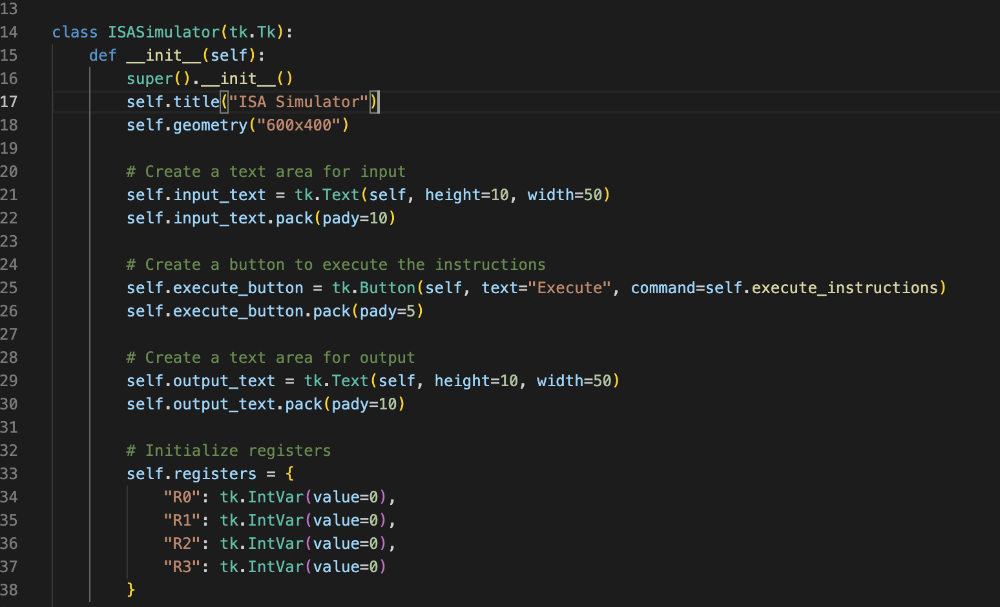 13
14 class ISASimulator(tk.Tk):
15     def __init__(self):
16         super().__init__()
17         self.title("ISA Simulator")
18         self.geometry("600x400")
19
20         # Create a text area for input
21         self.input_text = tk.Text(self, height=10, width=50)
22         self.input_text.pack(pady=10)
23
24         # Create a button to execute the instructions
25         self.execute_button = tk.Button(self, text="Execute", command=self.execute_instructions)
26         self.execute_button.pack(pady=5)
27
28         # Create a text area for output
29         self.output_text = tk.Text(self, height=10, width=50)
30         self.output_text.pack(pady=10)
31
32         # Initialize registers
33         self.registers = {
34             "R0": tk.IntVar(value=0),
35             "R1": tk.IntVar(value=0),
36             "R2": tk.IntVar(value=0),
37             "R3": tk.IntVar(value=0)
38         }